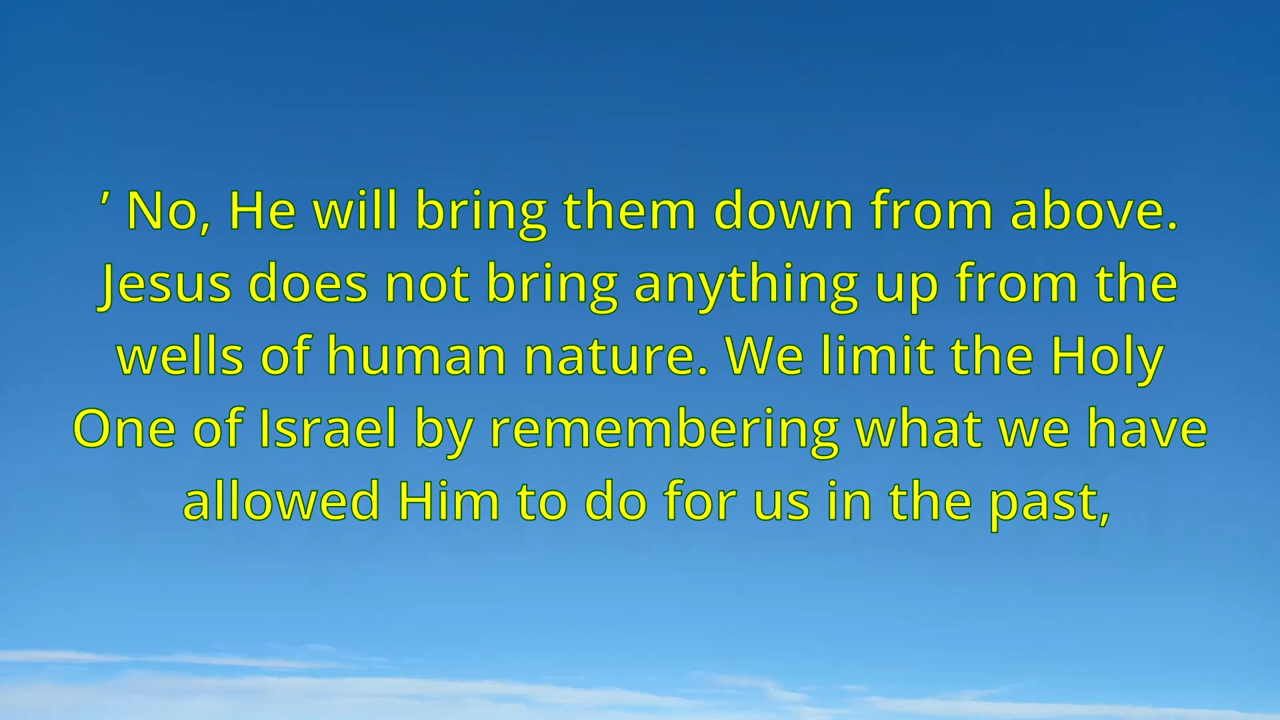 ’ No, He will bring them down from above.
Jesus does not bring anything up from the
wells of human nature. We limit the Holy
One of Israel by remembering what we have
allowed Him to do for us in the past,